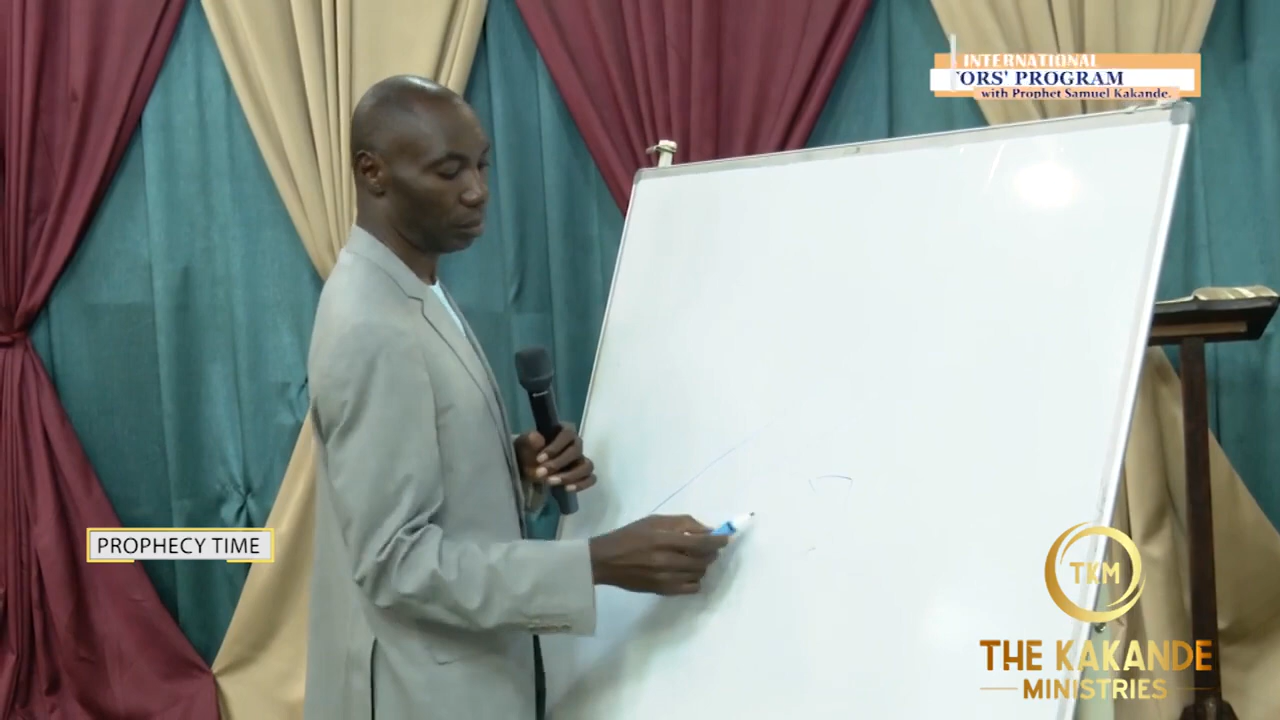 INTERNATIONAL
TORS' PROGRAM
with Prophet Samuel Kakande.
PROPHECY TIME
TKM
THE KAKANDE
MINISTRIES